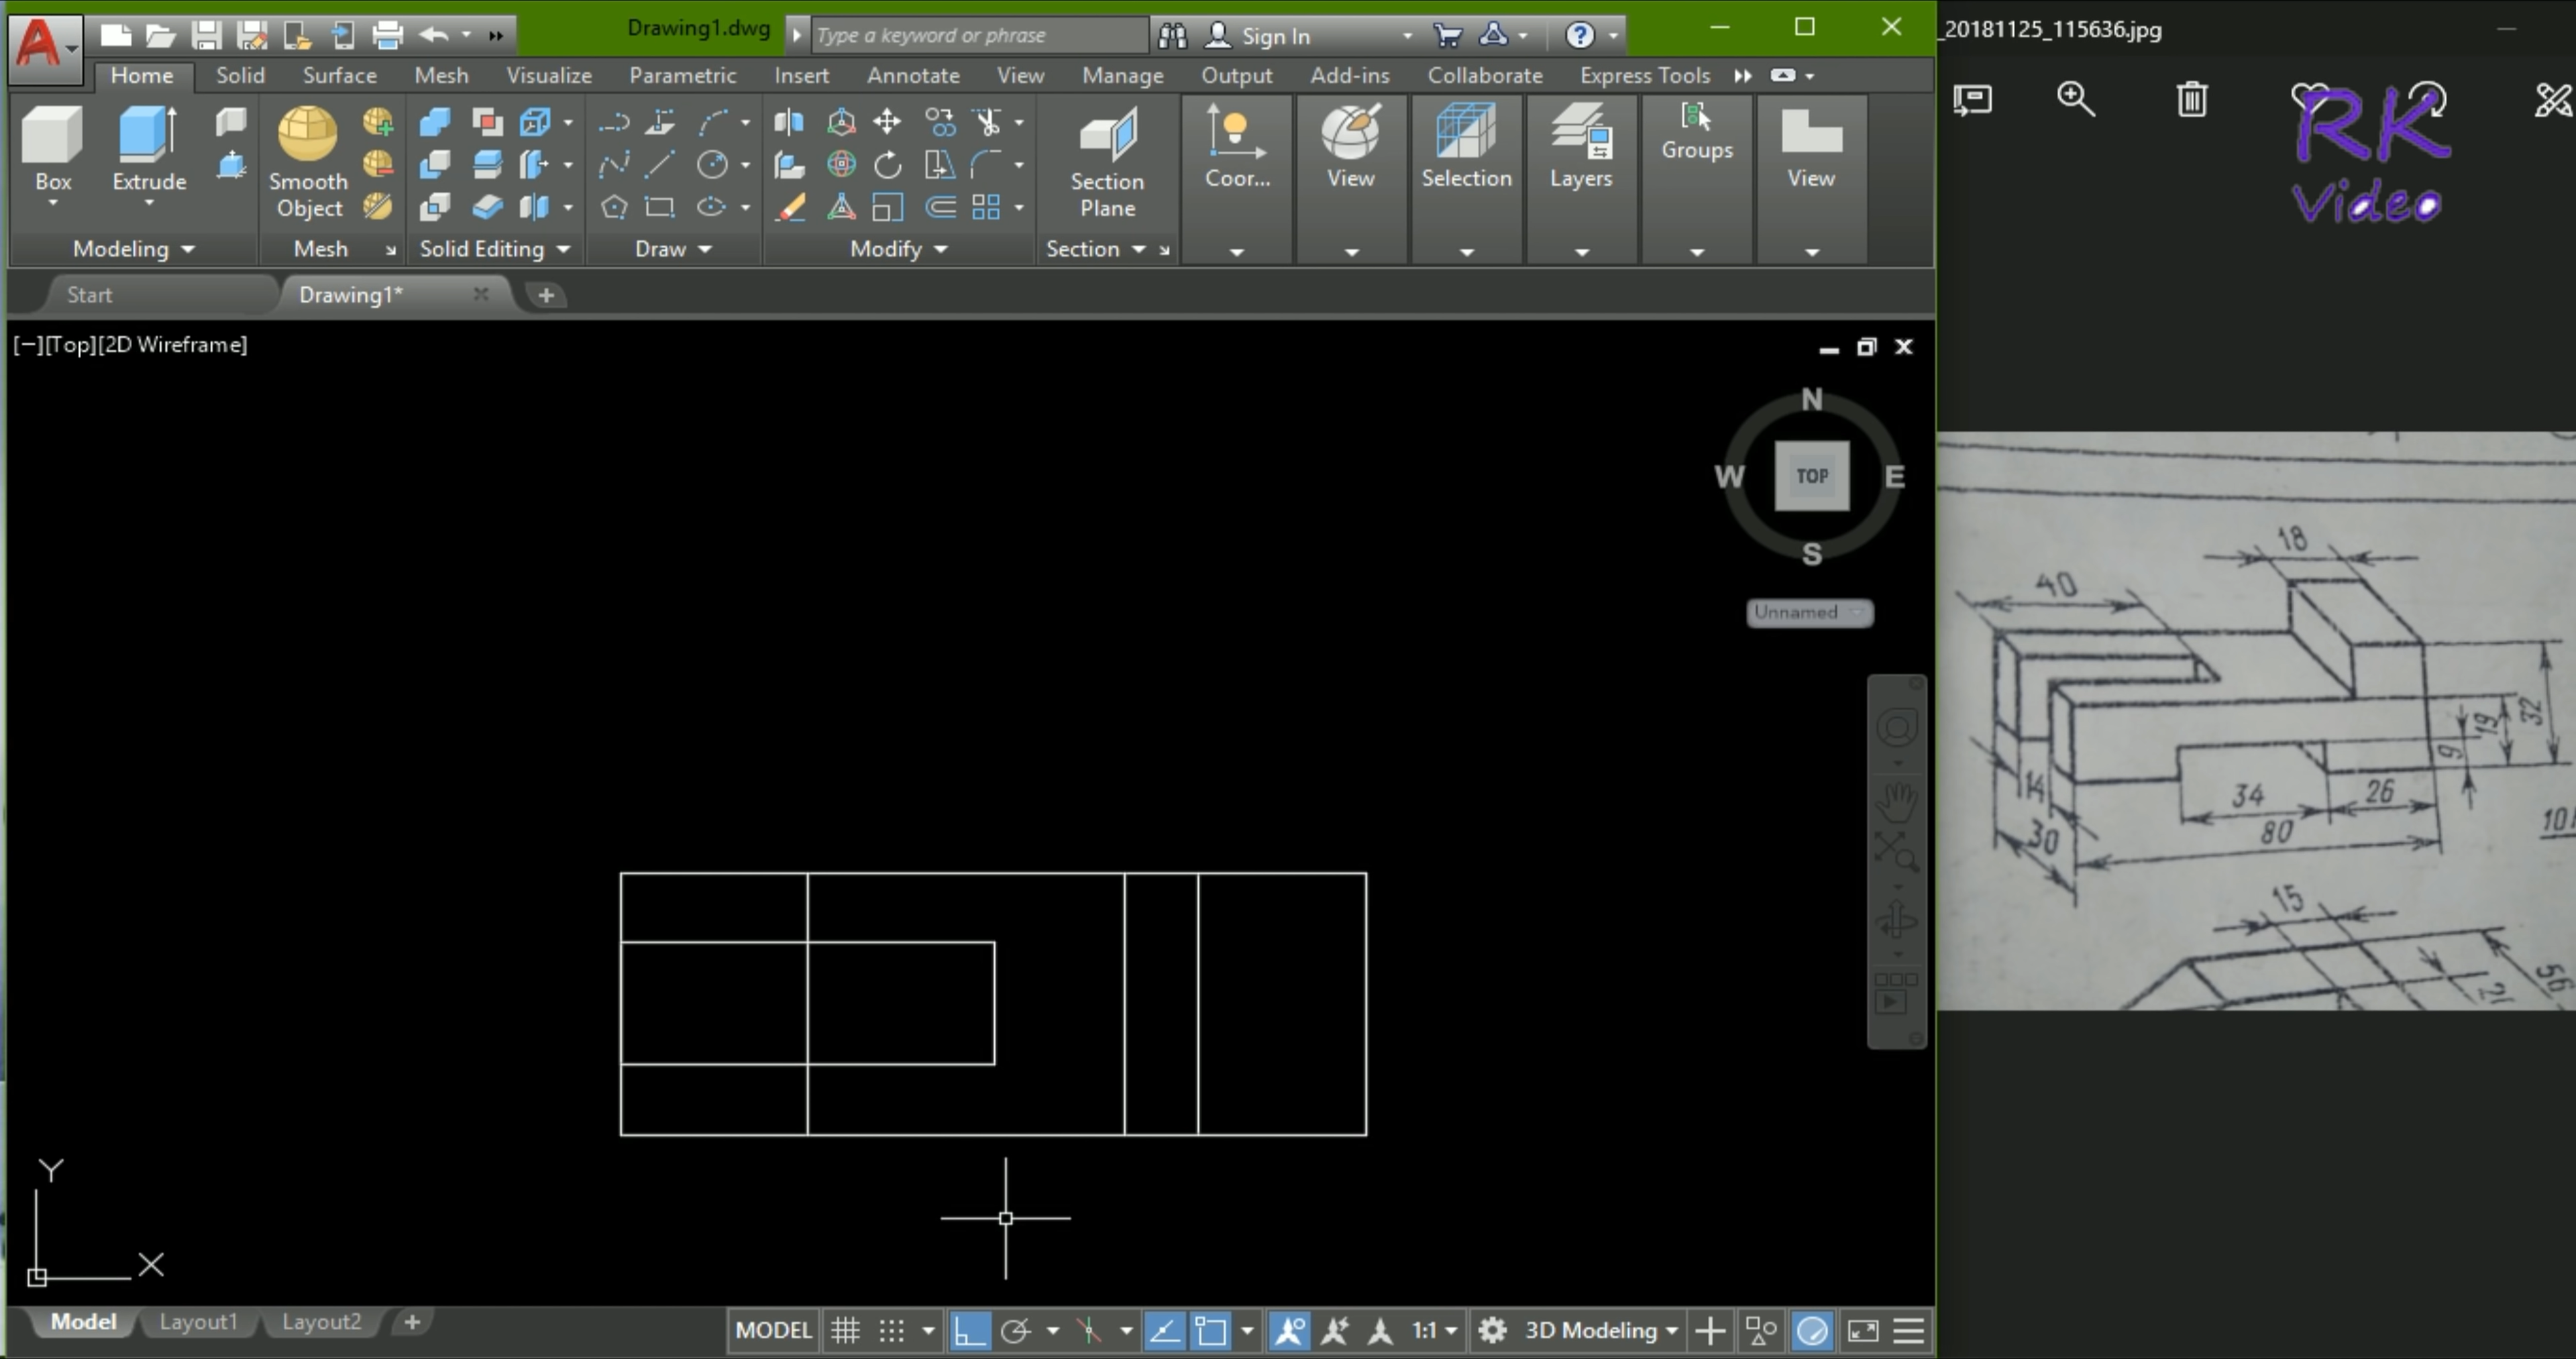 Drawing1.dwg
Type a keyword or phrase
Sign In
_20181125_115636.jpg
Home Solid Surface Mesh Visualize Parametric Insert Annotate View Manage Output Add-ins Collaborate Express Tools
Box
Extrude
Smooth
Object
Section
Plane
Coor...
View
Selection
Layers
Groups
View
Modeling
Mesh
Solid Editing
Draw
Modify
Section
RK
Video
Start
Drawing1*
[−][Top][2D Wireframe]
N
W
TOP
E
S
Unnamed
18
40
32
19
9
14
34
26
30
80
15
56
21
Y
X
Model
Layout1
Layout2
MODEL
1:1
3D Modeling